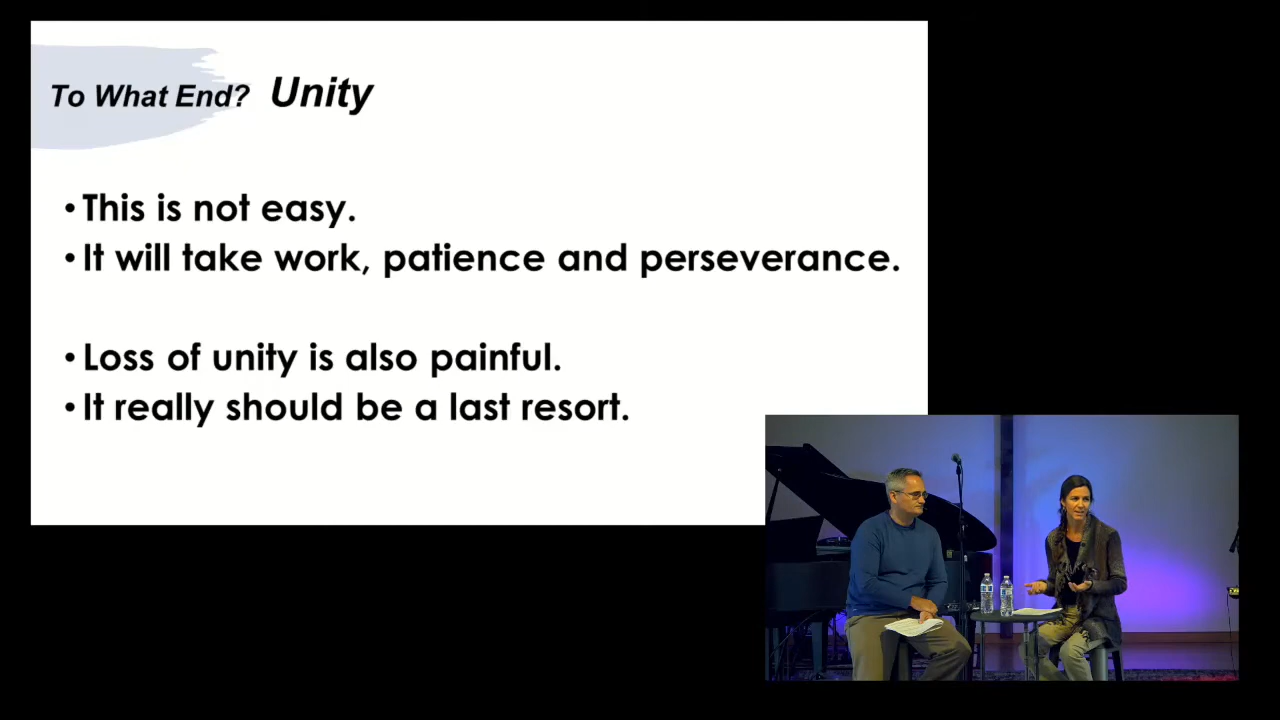 To What End? Unity
• This is not easy.
• It will take work, patience and perseverance.
• Loss of unity is also painful.
• It really should be a last resort.